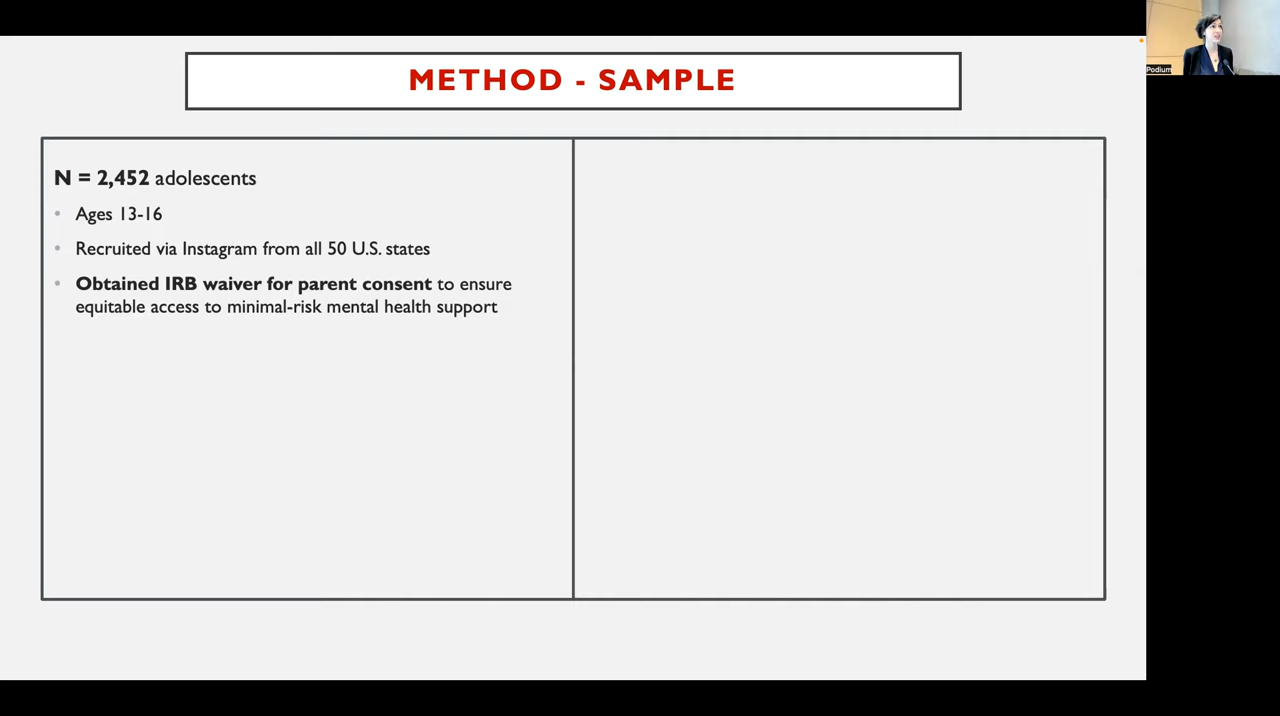 METHOD - SAMPLE
N = 2,452 adolescents
• Ages 13-16
• Recruited via Instagram from all 50 U.S. states
• Obtained IRB waiver for parent consent to ensure
equitable access to minimal-risk mental health support
Podium